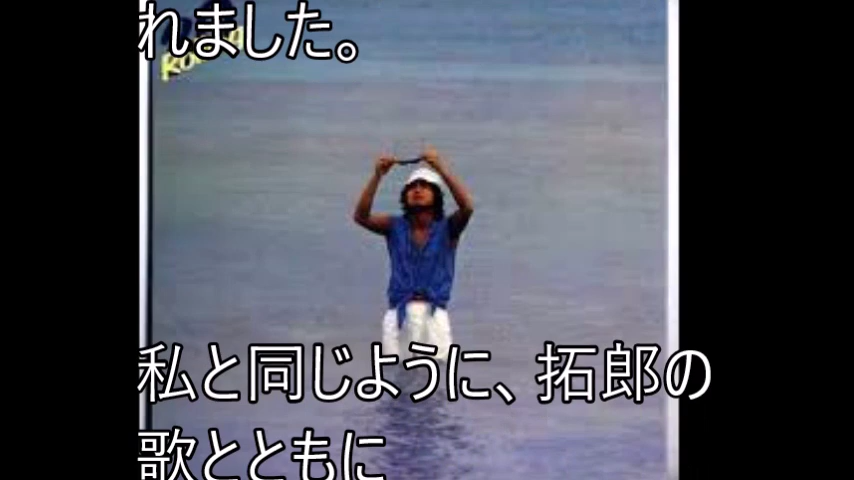 れました。
私と同じように、拓郎の
歌とともに